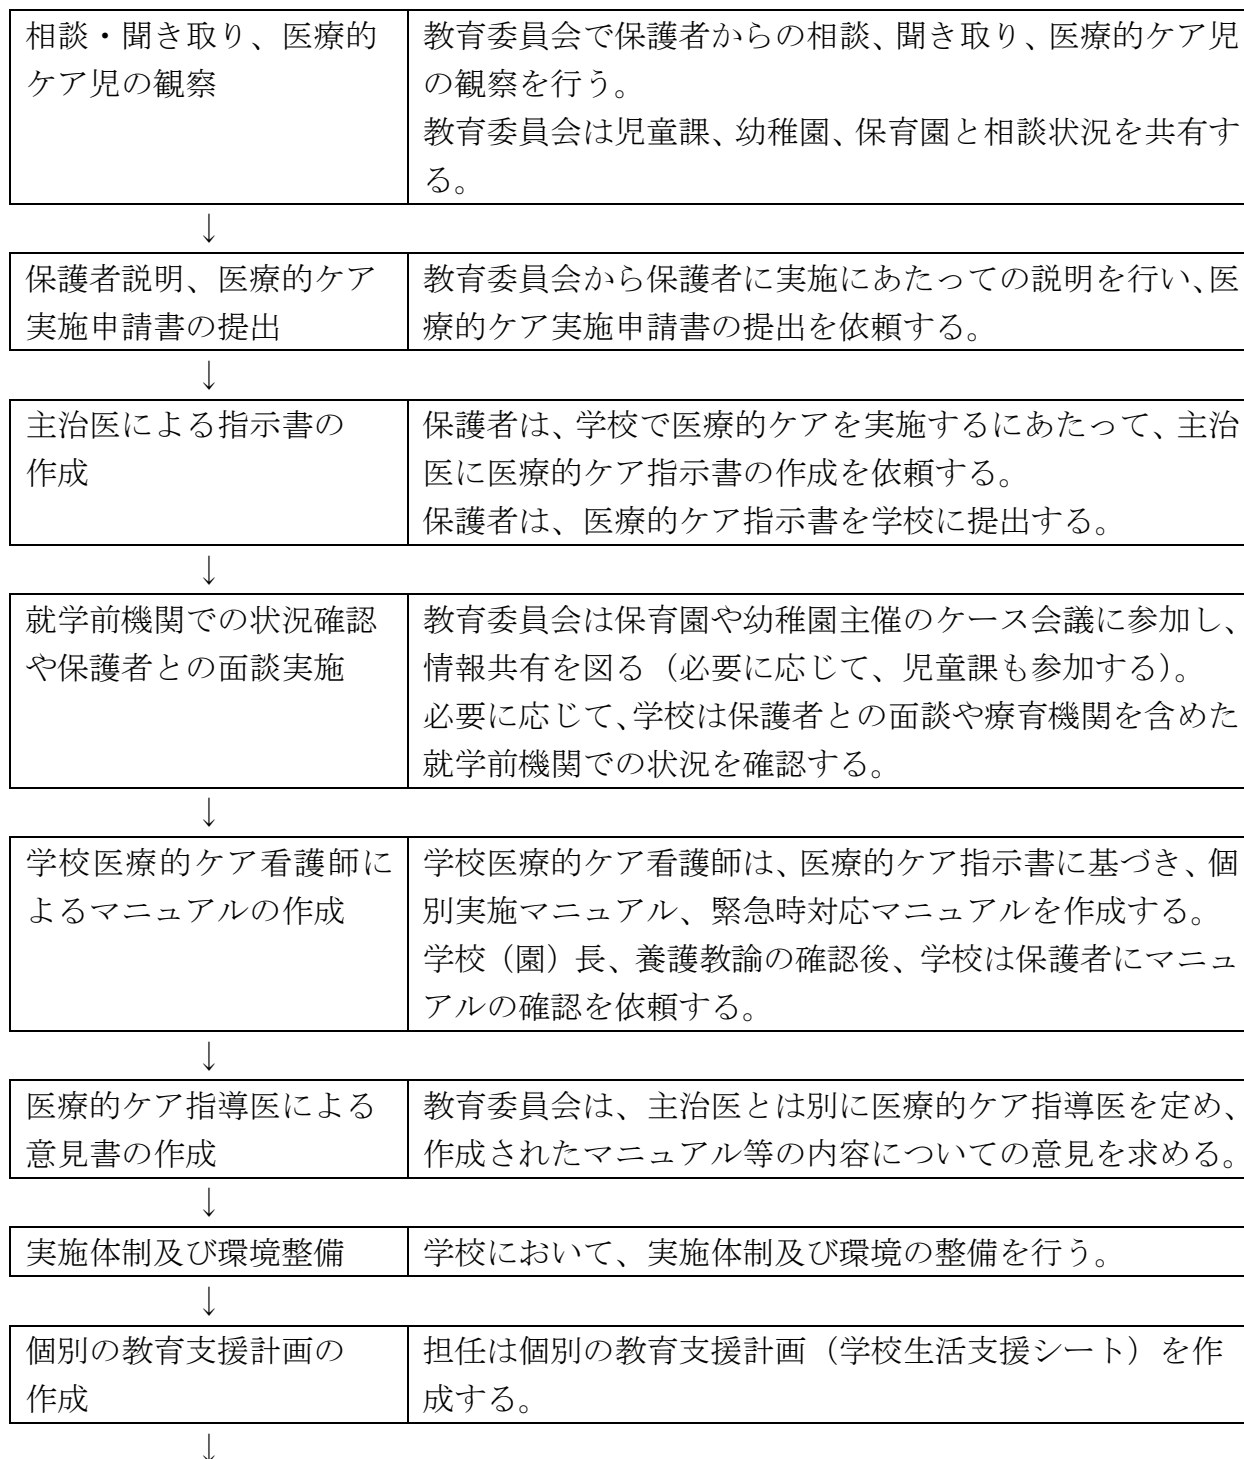 相談・聞き取り、医療的
ケア児の観察
教育委員会で保護者からの相談、聞き取り、医療的ケア児
の観察を行う。
教育委員会は児童課、幼稚園、保育園と相談状況を共有す
る。
↓
保護者説明、医療的ケア
実施申請書の提出
教育委員会から保護者に実施にあたっての説明を行い、医
療的ケア実施申請書の提出を依頼する。
↓
主治医による指示書の
作成
保護者は、学校で医療的ケアを実施するにあたって、主治
医に医療的ケア指示書の作成を依頼する。
保護者は、医療的ケア指示書を学校に提出する。
↓
就学前機関での状況確認
や保護者との面談実施
教育委員会は保育園や幼稚園主催のケース会議に参加し、
情報共有を図る（必要に応じて、児童課も参加する）。
必要に応じて、学校は保護者との面談や療育機関を含めた
就学前機関での状況を確認する。
↓
学校医療的ケア看護師に
よるマニュアルの作成
学校医療的ケア看護師は、医療的ケア指示書に基づき、個
別実施マニュアル、緊急時対応マニュアルを作成する。
学校（園）長、養護教諭の確認後、学校は保護者にマニュ
アルの確認を依頼する。
↓
医療的ケア指導医による
意見書の作成
教育委員会は、主治医とは別に医療的ケア指導医を定め、
作成されたマニュアル等の内容についての意見を求める。
↓
実施体制及び環境整備
学校において、実施体制及び環境の整備を行う。
↓
個別の教育支援計画の
作成
担任は個別の教育支援計画（学校生活支援シート）を作
成する。
↓